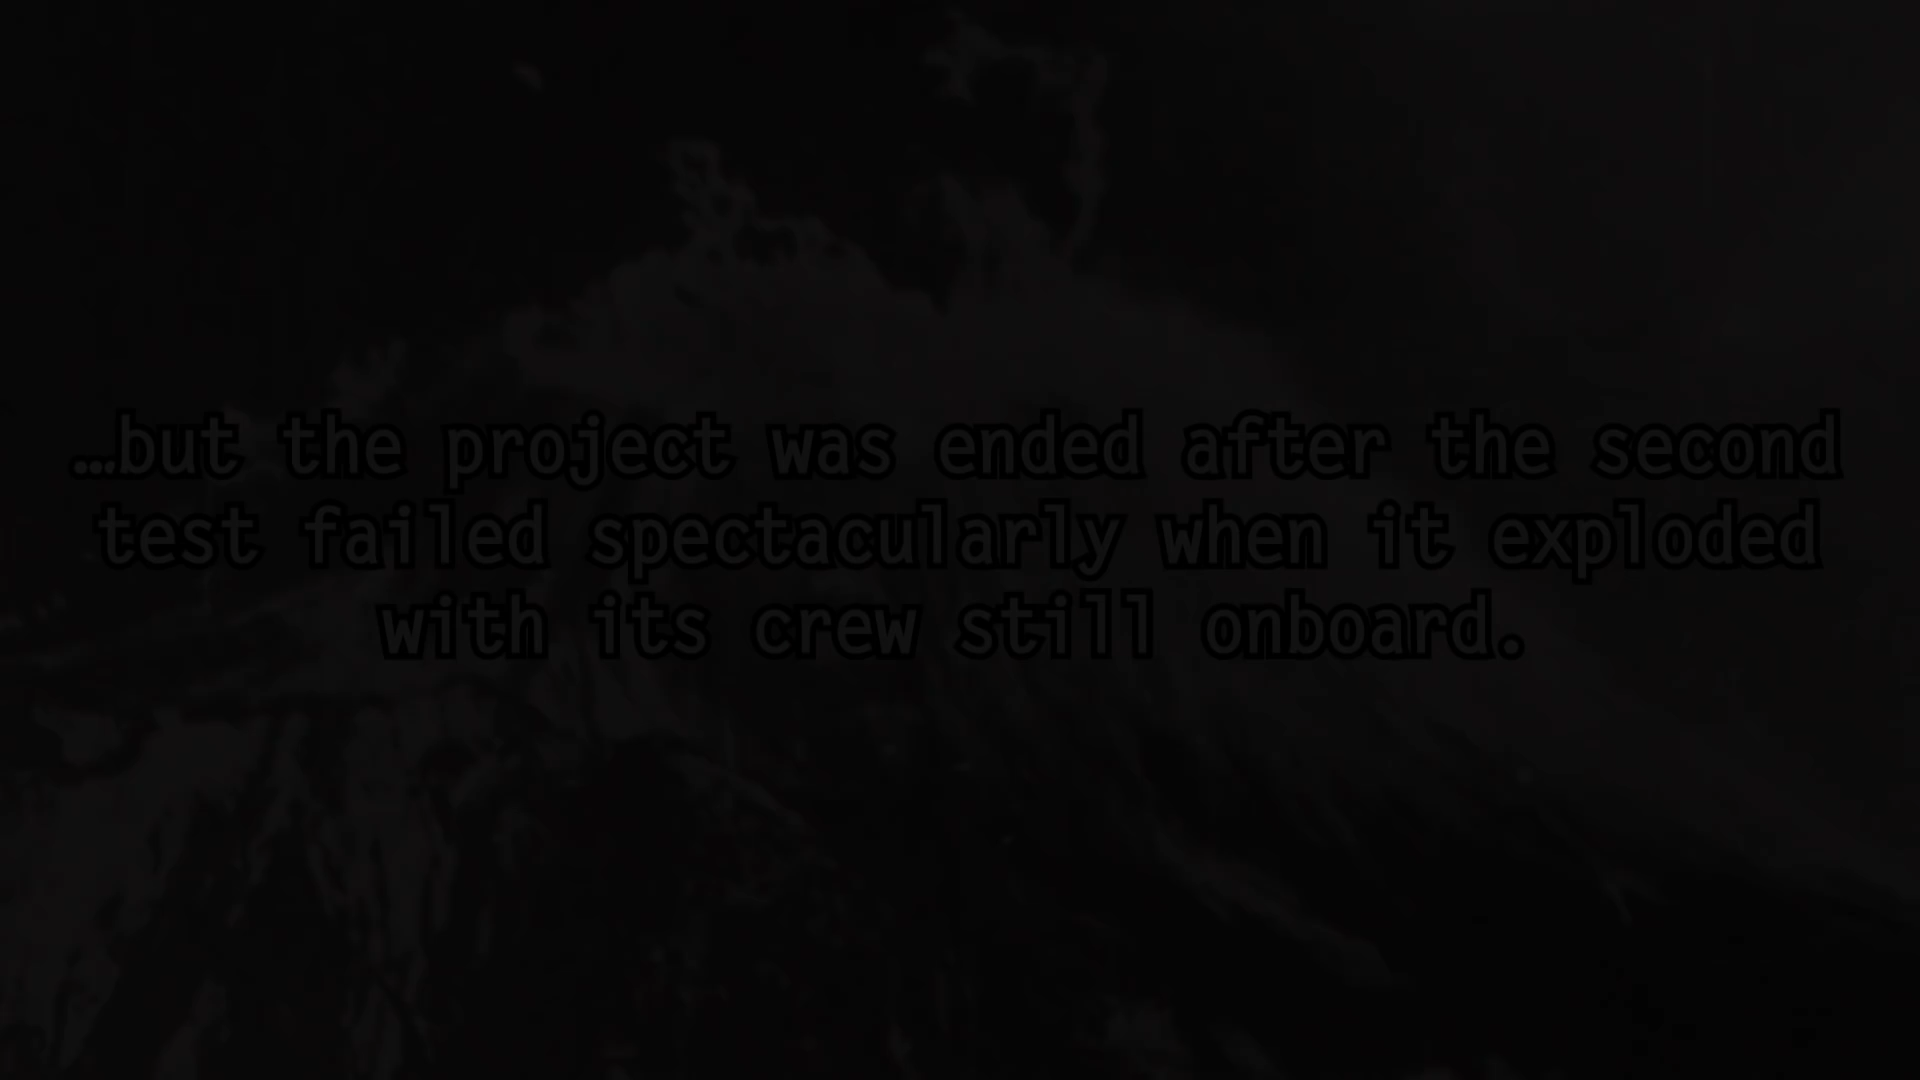 …but the project was ended after the second
test failed spectacularly when it exploded
with its crew still onboard.